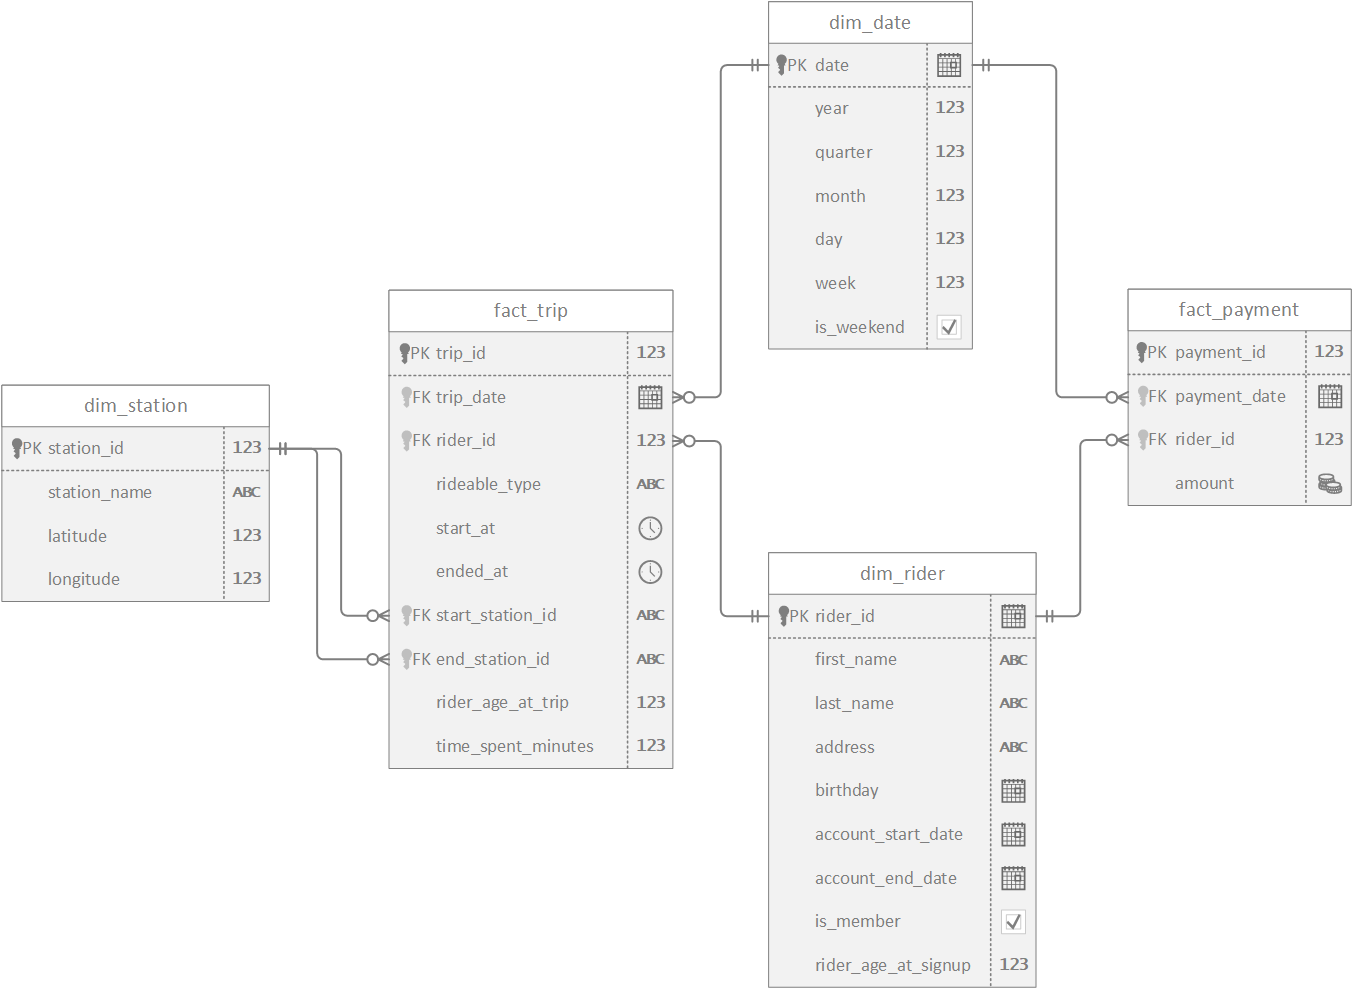 dim_date
PK date
year 123
quarter 123
month 123
day 123
week 123
is_weekend
fact_trip
PK trip_id 123
FK trip_date
FK rider_id 123
rideable_type ABC
start_at
ended_at
FK start_station_id ABC
FK end_station_id ABC
rider_age_at_trip 123
time_spent_minutes 123
fact_payment
PK payment_id 123
FK payment_date
FK rider_id 123
amount
dim_station
PK station_id 123
station_name ABC
latitude 123
longitude 123
dim_rider
PK rider_id
first_name ABC
last_name ABC
address ABC
birthday
account_start_date
account_end_date
is_member
rider_age_at_signup 123